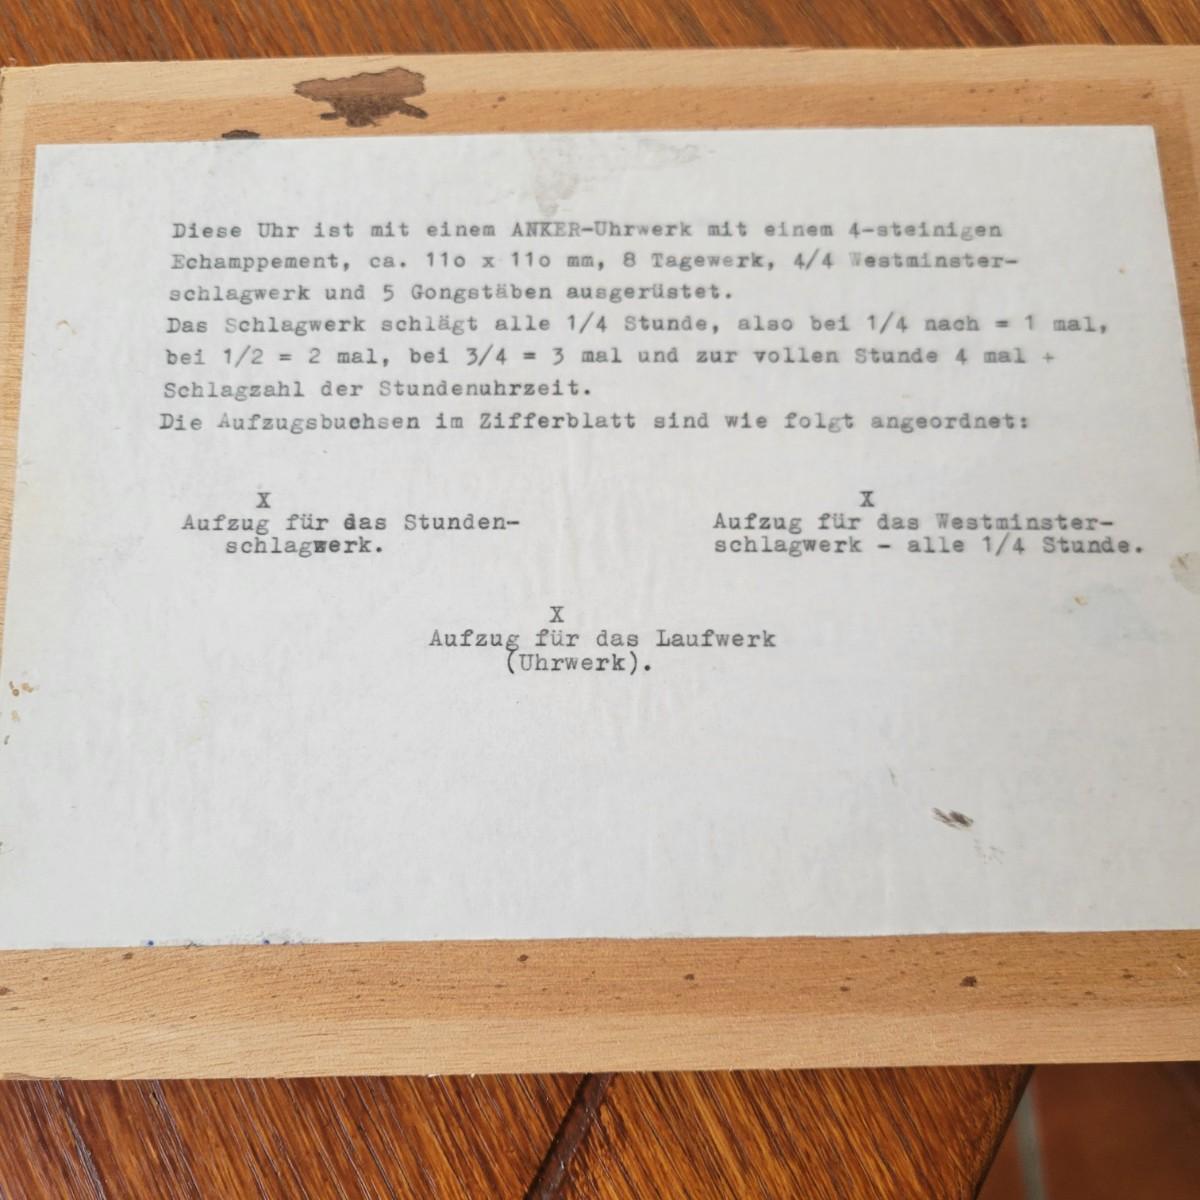 Diese Uhr ist mit einem ANKER-Uhrwerk mit einem 4-steinigen
Echamppement, ca. 11o x 11o mm, 8 Tagewerk, 4/4 Westminster-
schlagwerk und 5 Gongstäben ausgerüstet.
Das Schlagwerk schlägt alle 1/4 Stunde, also bei 1/4 nach = 1 mal,
bei 1/2 = 2 mal, bei 3/4 = 3 mal und zur vollen Stunde 4 mal +
Schlagzahl der Stundenuhrzeit.
Die Aufzugsbuchsen im Zifferblatt sind wie folgt angeordnet:
X
Aufzug für das Stunden-
schlagwerk.
X
Aufzug für das Westminster-
schlagwerk - alle 1/4 Stunde.
X
Aufzug für das Laufwerk
(Uhrwerk).